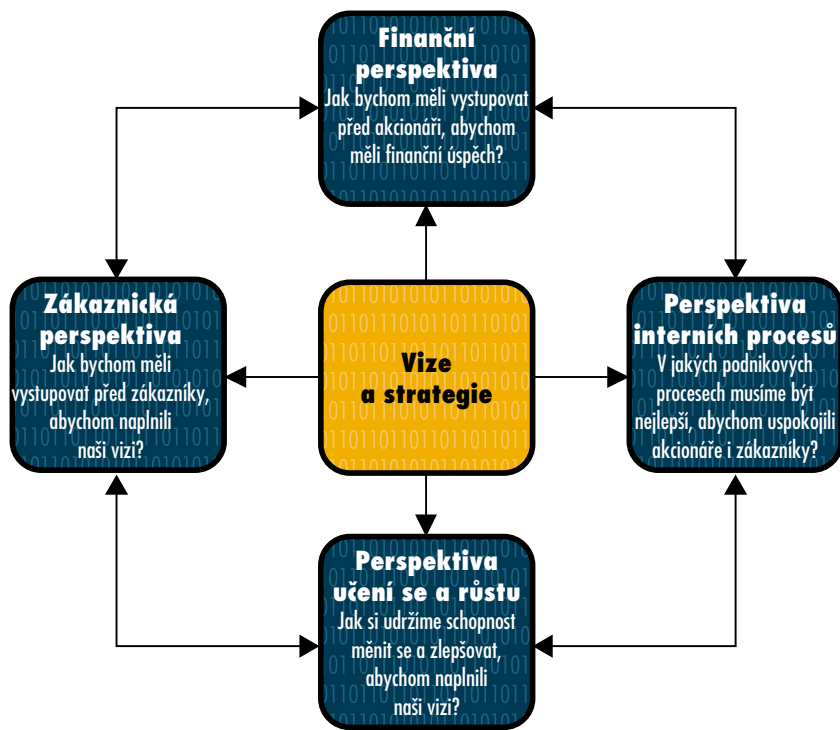 Finanční
perspektiva
Jak bychom měli vystupovat
před akcionáři, abychom
měli finanční úspěch?
Zákaznická
perspektiva
Jak bychom měli
vystupovat před zákazníky,
abychom naplnili
naši vizi?
Vize
a strategie
Perspektiva
interních procesů
V jakých podnikových
procesech musíme být
nejlepší, abychom uspokojili
akcionáře i zákazníky?
Perspektiva
učení se a růstu
Jak si udržíme schopnost
měnit se a zlepšovat,
abychom naplnili
naši vizi?